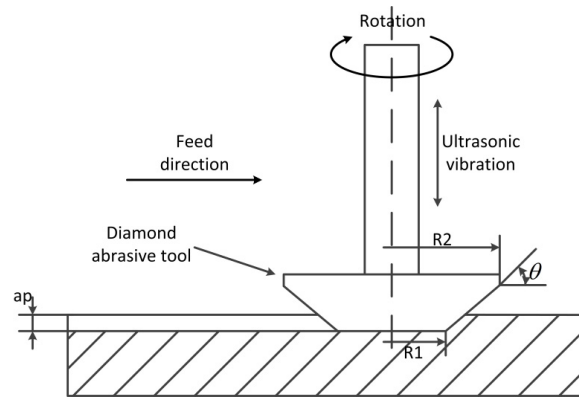 Rotation
Feed
direction
Ultrasonic
vibration
Diamond
abrasive tool
R2
θ
ap
R1